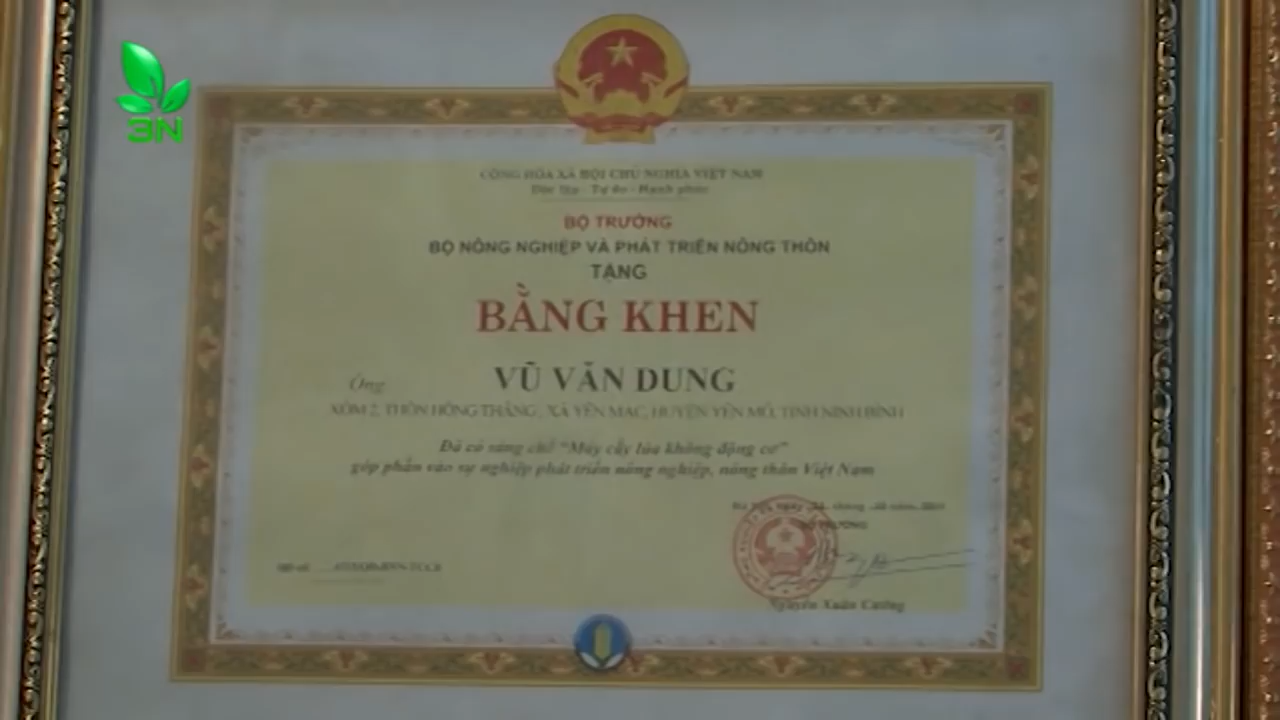 3N
CỘNG HÒA XÃ HỘI CHỦ NGHĨA VIỆT NAM
Độc lập - Tự do - Hạnh phúc
BỘ TRƯỞNG
BỘ NÔNG NGHIỆP VÀ PHÁT TRIỂN NÔNG THÔN
TẶNG
BẰNG KHEN
Ông VŨ VĂN DUNG
XÓM 2, THÔN HỒNG THẮNG, XÃ YÊN MẠC, HUYỆN YÊN MÔ, TỈNH NINH BÌNH
Đã có sáng chế "Máy cấy lúa không động cơ"
góp phần vào sự nghiệp phát triển nông nghiệp, nông thôn Việt Nam
ngày tháng năm
BỘ TRƯỞNG
Nguyễn Xuân Cường